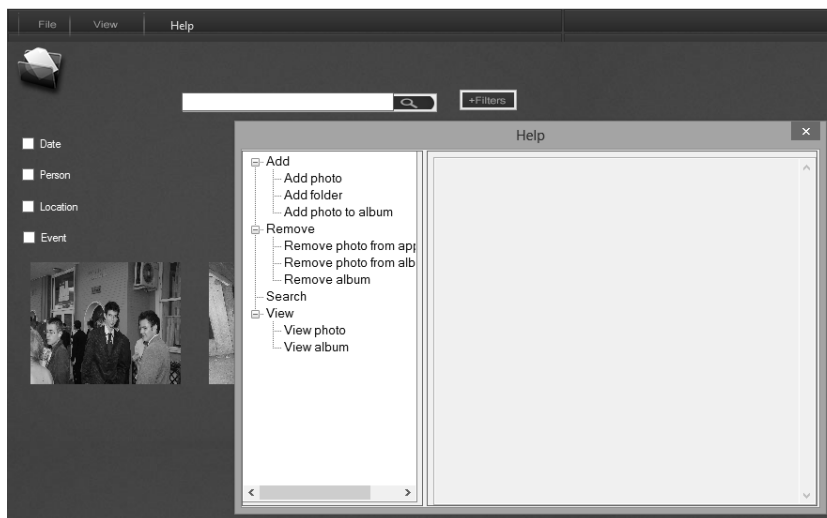 File View Help
+Filters
Date
Person
Location
Event
Help
Add
Add photo
Add folder
Add photo to album
Remove
Remove photo from app
Remove photo from alb
Remove album
Search
View
View photo
View album